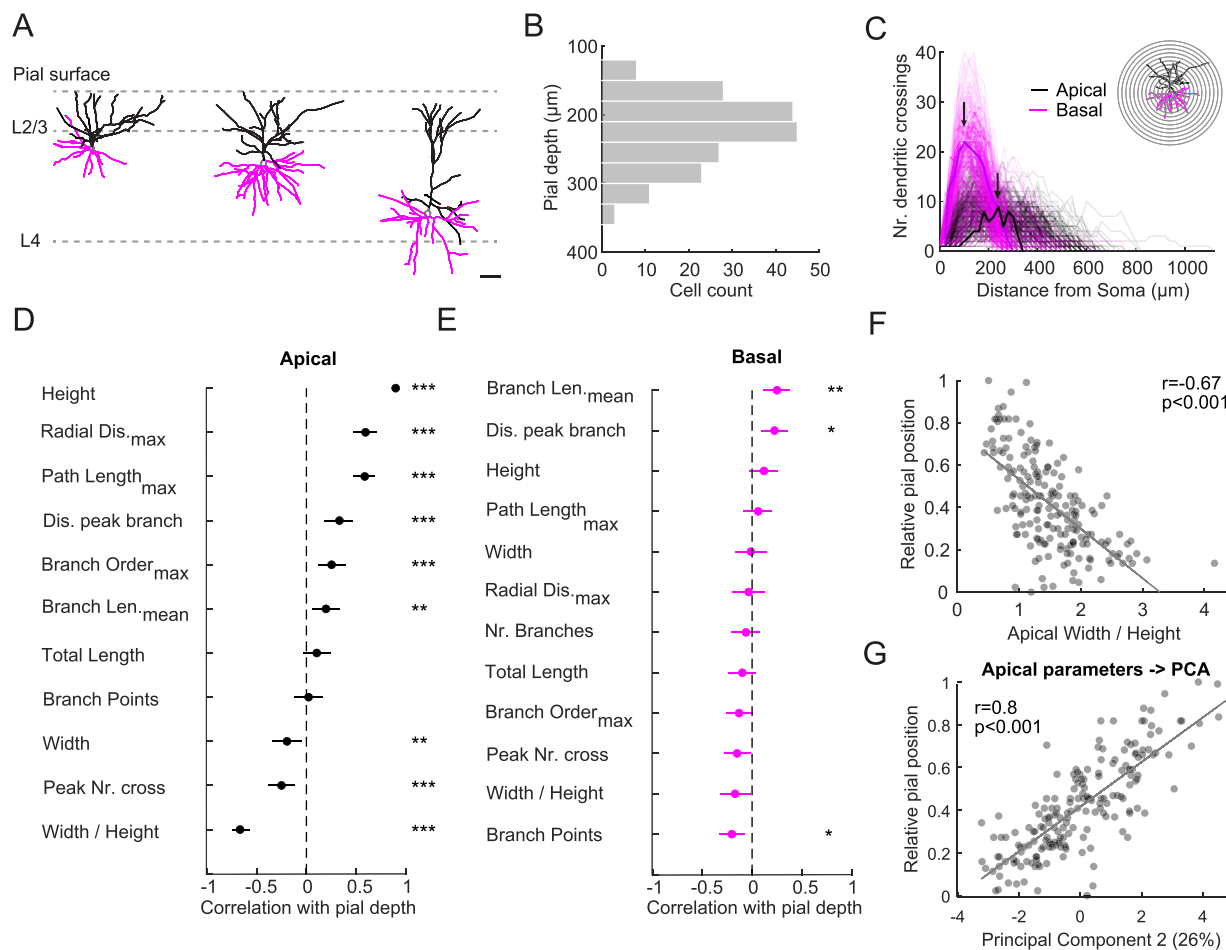 A
Pial surface
L2/3
L4
B
100
200
300
400
Pial depth (μm)
0
10
20
30
40
50
Cell count
C
Apical
Basal
40
30
20
10
0
Nr. dendritic crossings
0
200
400
600
800
1000
Distance from Soma (μm)
D
Apical
Height
***
Radial Dis.max
***
Path Lengthmax
***
Dis. peak branch
***
Branch Ordermax
***
Branch Len.mean
**
Total Length
Branch Points
Width
**
Peak Nr. cross
***
Width / Height
***
-1
-0.5
0
0.5
1
Correlation with pial depth
E
Basal
Branch Len.mean
**
Dis. peak branch
*
Height
Path Lengthmax
Width
Radial Dis.max
Nr. Branches
Total Length
Branch Ordermax
Peak Nr. cross
Width / Height
Branch Points
*
-1
-0.5
0
0.5
1
Correlation with pial depth
F
r=-0.67
p<0.001
1
0.8
0.6
0.4
0.2
0
Relative pial position
0
1
2
3
4
Apical Width / Height
G
Apical parameters -> PCA
r=0.8
p<0.001
1
0.8
0.6
0.4
0.2
0
Relative pial position
-4
-2
0
2
4
Principal Component 2 (26%)